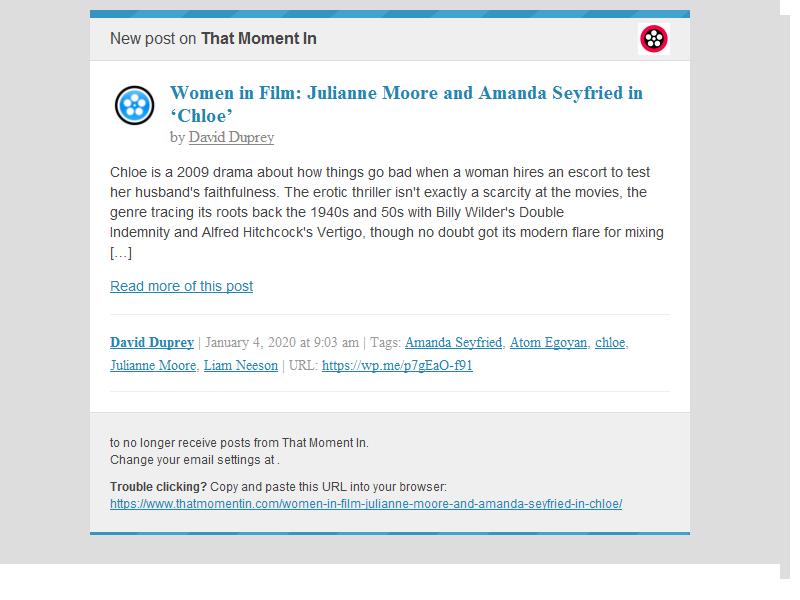 New post on That Moment In
Women in Film: Julianne Moore and Amanda Seyfried in
‘Chloe’
by David Duprey
Chloe is a 2009 drama about how things go bad when a woman hires an escort to test
her husband's faithfulness. The erotic thriller isn't exactly a scarcity at the movies, the
genre tracing its roots back the 1940s and 50s with Billy Wilder's Double
Indemnity and Alfred Hitchcock's Vertigo, though no doubt got its modern flare for mixing
[…]
Read more of this post
David Duprey | January 4, 2020 at 9:03 am | Tags: Amanda Seyfried, Atom Egoyan, chloe,
Julianne Moore, Liam Neeson | URL: https://wp.me/p7gEaO-f91
to no longer receive posts from That Moment In.
Change your email settings at .
Trouble clicking? Copy and paste this URL into your browser:
https://www.thatmomentin.com/women-in-film-julianne-moore-and-amanda-seyfried-in-chloe/